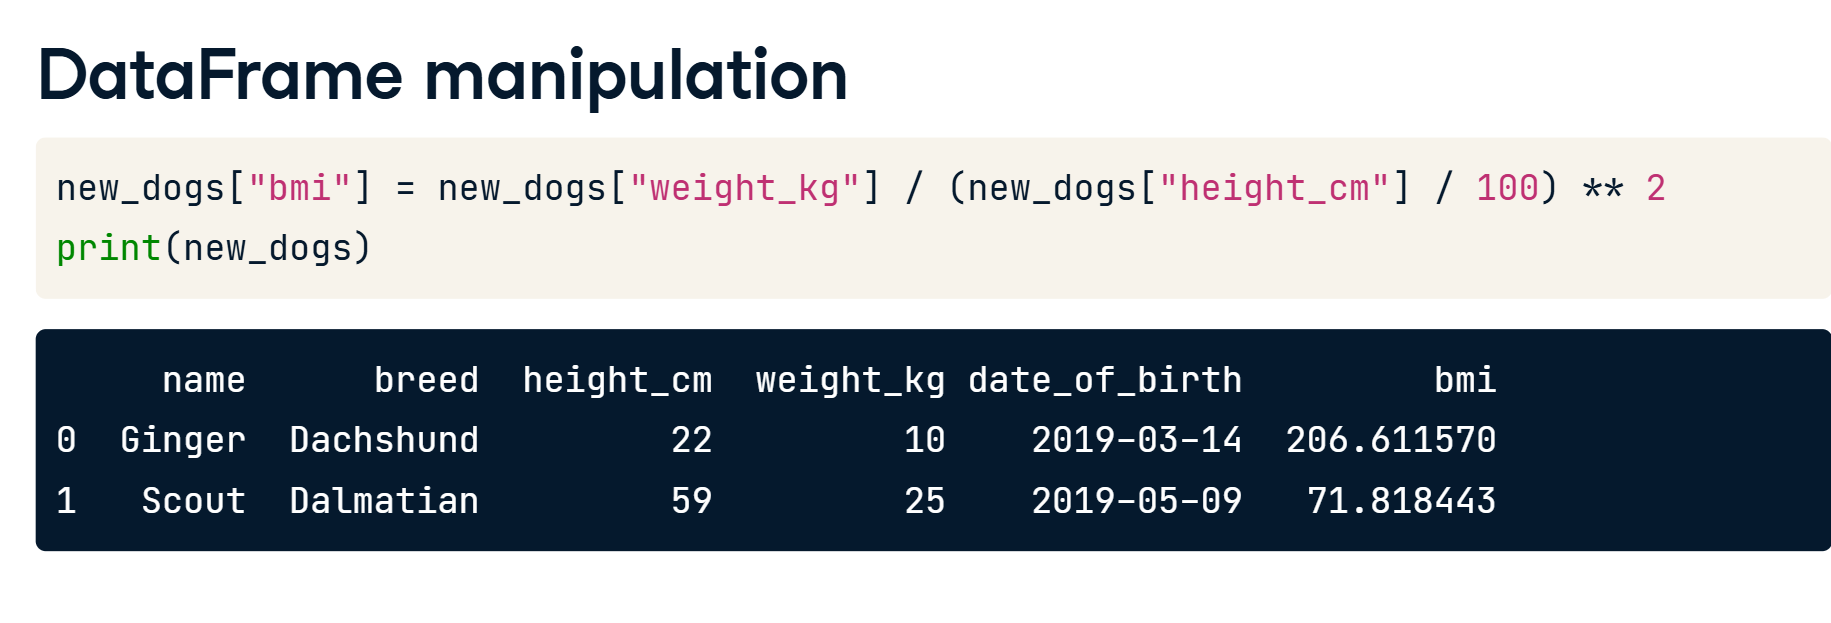 DataFrame manipulation
new_dogs["bmi"] = new_dogs["weight_kg"] / (new_dogs["height_cm"] / 100) ** 2
print(new_dogs)
     name      breed  height_cm  weight_kg date_of_birth         bmi
0  Ginger  Dachshund         22         10    2019-03-14  206.611570
1   Scout  Dalmatian         59         25    2019-05-09   71.818443